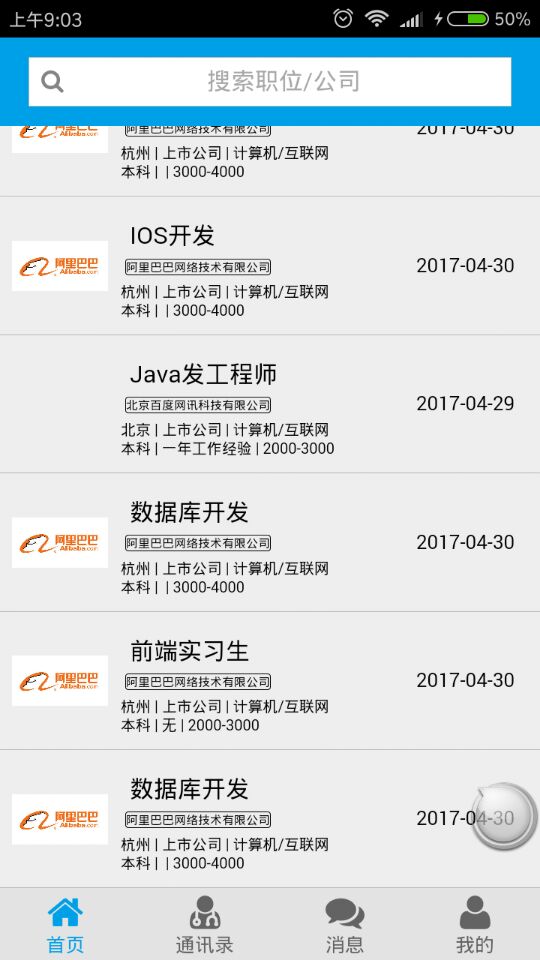 上午9:03
50%
搜索职位/公司
阿里巴巴
Alibaba.com
阿里巴巴网络技术有限公司
2017-04-30
杭州 | 上市公司 | 计算机/互联网
本科 | | 3000-4000
IOS开发
阿里巴巴
Alibaba.com
阿里巴巴网络技术有限公司
2017-04-30
杭州 | 上市公司 | 计算机/互联网
本科 | | 3000-4000
Java发工程师
北京百度网讯科技有限公司
2017-04-29
北京 | 上市公司 | 计算机/互联网
本科 | 一年工作经验 | 2000-3000
数据库开发
阿里巴巴
Alibaba.com
阿里巴巴网络技术有限公司
2017-04-30
杭州 | 上市公司 | 计算机/互联网
本科 | | 3000-4000
前端实习生
阿里巴巴
Alibaba.com
阿里巴巴网络技术有限公司
2017-04-30
杭州 | 上市公司 | 计算机/互联网
本科 | 无 | 2000-3000
数据库开发
阿里巴巴
Alibaba.com
阿里巴巴网络技术有限公司
2017-04-30
杭州 | 上市公司 | 计算机/互联网
本科 | | 3000-4000
首页
通讯录
消息
我的